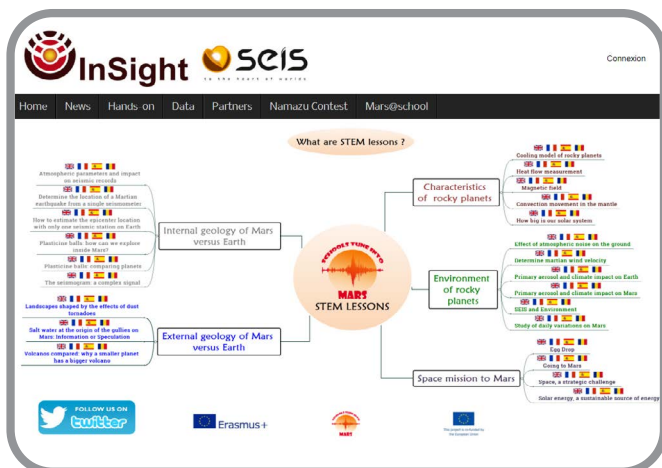 InSight
SEIS
to the heart of worlds
Connexion
Home News Hands-on Data Partners Namazu Contest Mars@school
What are STEM lessons ?
Atmospheric parameters and impact
on seismic records
Determine the location of a Martian
earthquake from a single seismometer
How to estimate the epicenter location
with only one seismic station on Earth
Plasticine balls: how can we explore
inside Mars?
Plasticine balls: comparing planets
The seismogram: a complex signal
Internal geology of Mars
versus Earth
Landscapes shaped by the effects of dust
tornadoes
Salt water at the origin of the gullies on
Mars: Information or Speculation
Volcanos compared: why a smaller planet
has a bigger volcano
External geology of Mars
versus Earth
SCHOOLS TUNE INTO
MARS
STEM LESSONS
Characteristics
of rocky planets
Cooling model of rocky planets
Heat flow measurement
Magnetic field
Convection movement in the mantle
How big is our solar system
Environment
of rocky
planets
Effect of atmospheric noise on the ground
Determine martian wind velocity
Primary aerosol and climate impact on Earth
Primary aerosol and climate impact on Mars
SEIS and Environment
Study of daily variations on Mars
Space mission to Mars
Egg Drop
Going to Mars
Space, a strategic challenge
Solar energy, a sustainable source of energy
FOLLOW US ON
twitter
Erasmus+
MARS
This project is co-funded by
the European Union